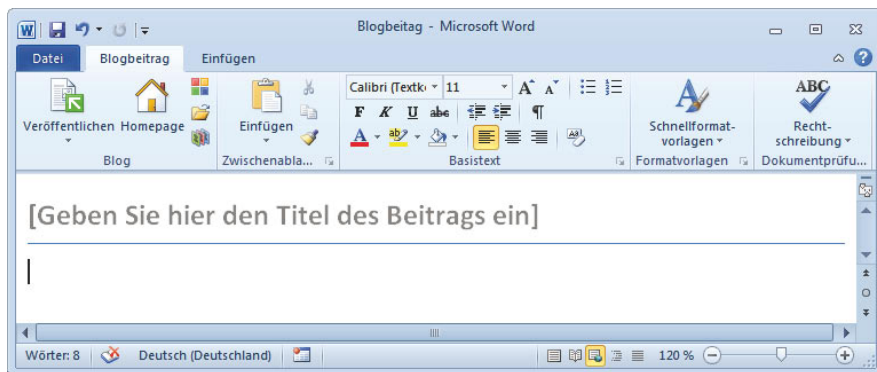 Blogbeitag - Microsoft Word
Datei Blogbeitrag Einfügen
Calibri (Textk 11
Veröffentlichen Homepage
Einfügen
F K U abc
Schnellformat-
vorlagen
ABC
Recht-
schreibung
Blog Zwischenabla... Basistext Formatvorlagen Dokumentprüfu...
[Geben Sie hier den Titel des Beitrags ein]
Wörter: 8 Deutsch (Deutschland) 120 %